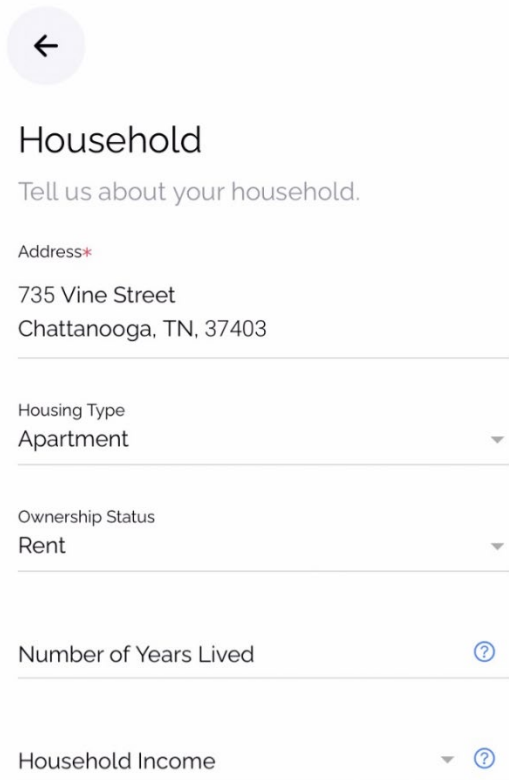 Household
Tell us about your household.
Address*
735 Vine Street
Chattanooga, TN, 37403
Housing Type
Apartment
Ownership Status
Rent
Number of Years Lived
Household Income